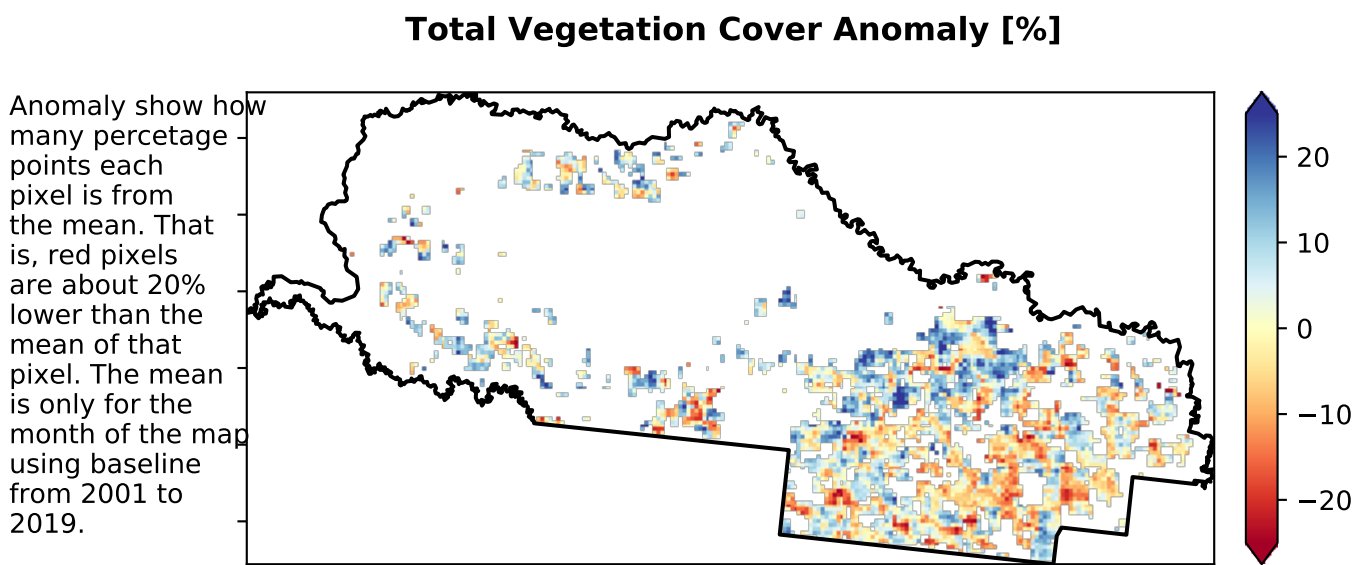 Total Vegetation Cover Anomaly [%]
Anomaly show how
many percetage
points each
pixel is from
the mean. That
is, red pixels
are about 20%
lower than the
mean of that
pixel. The mean
is only for the
month of the map
using baseline
from 2001 to
2019.
20
10
0
−10
−20